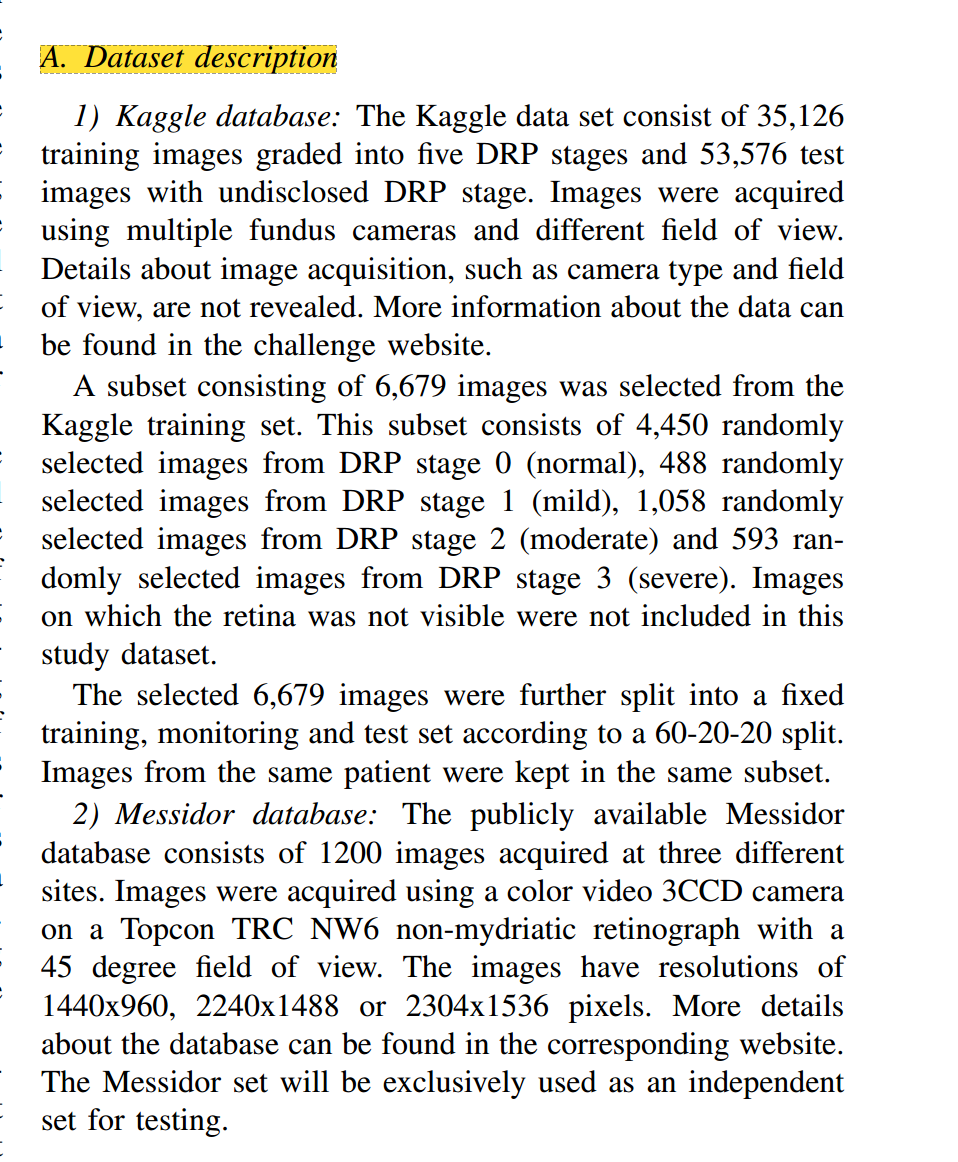 A. Dataset description
1) Kaggle database: The Kaggle data set consist of 35,126
training images graded into five DRP stages and 53,576 test
images with undisclosed DRP stage. Images were acquired
using multiple fundus cameras and different field of view.
Details about image acquisition, such as camera type and field
of view, are not revealed. More information about the data can
be found in the challenge website.
A subset consisting of 6,679 images was selected from the
Kaggle training set. This subset consists of 4,450 randomly
selected images from DRP stage 0 (normal), 488 randomly
selected images from DRP stage 1 (mild), 1,058 randomly
selected images from DRP stage 2 (moderate) and 593 ran-
domly selected images from DRP stage 3 (severe). Images
on which the retina was not visible were not included in this
study dataset.
The selected 6,679 images were further split into a fixed
training, monitoring and test set according to a 60-20-20 split.
Images from the same patient were kept in the same subset.
2) Messidor database: The publicly available Messidor
database consists of 1200 images acquired at three different
sites. Images were acquired using a color video 3CCD camera
on a Topcon TRC NW6 non-mydriatic retinograph with a
45 degree field of view. The images have resolutions of
1440x960, 2240x1488 or 2304x1536 pixels. More details
about the database can be found in the corresponding website.
The Messidor set will be exclusively used as an independent
set for testing.